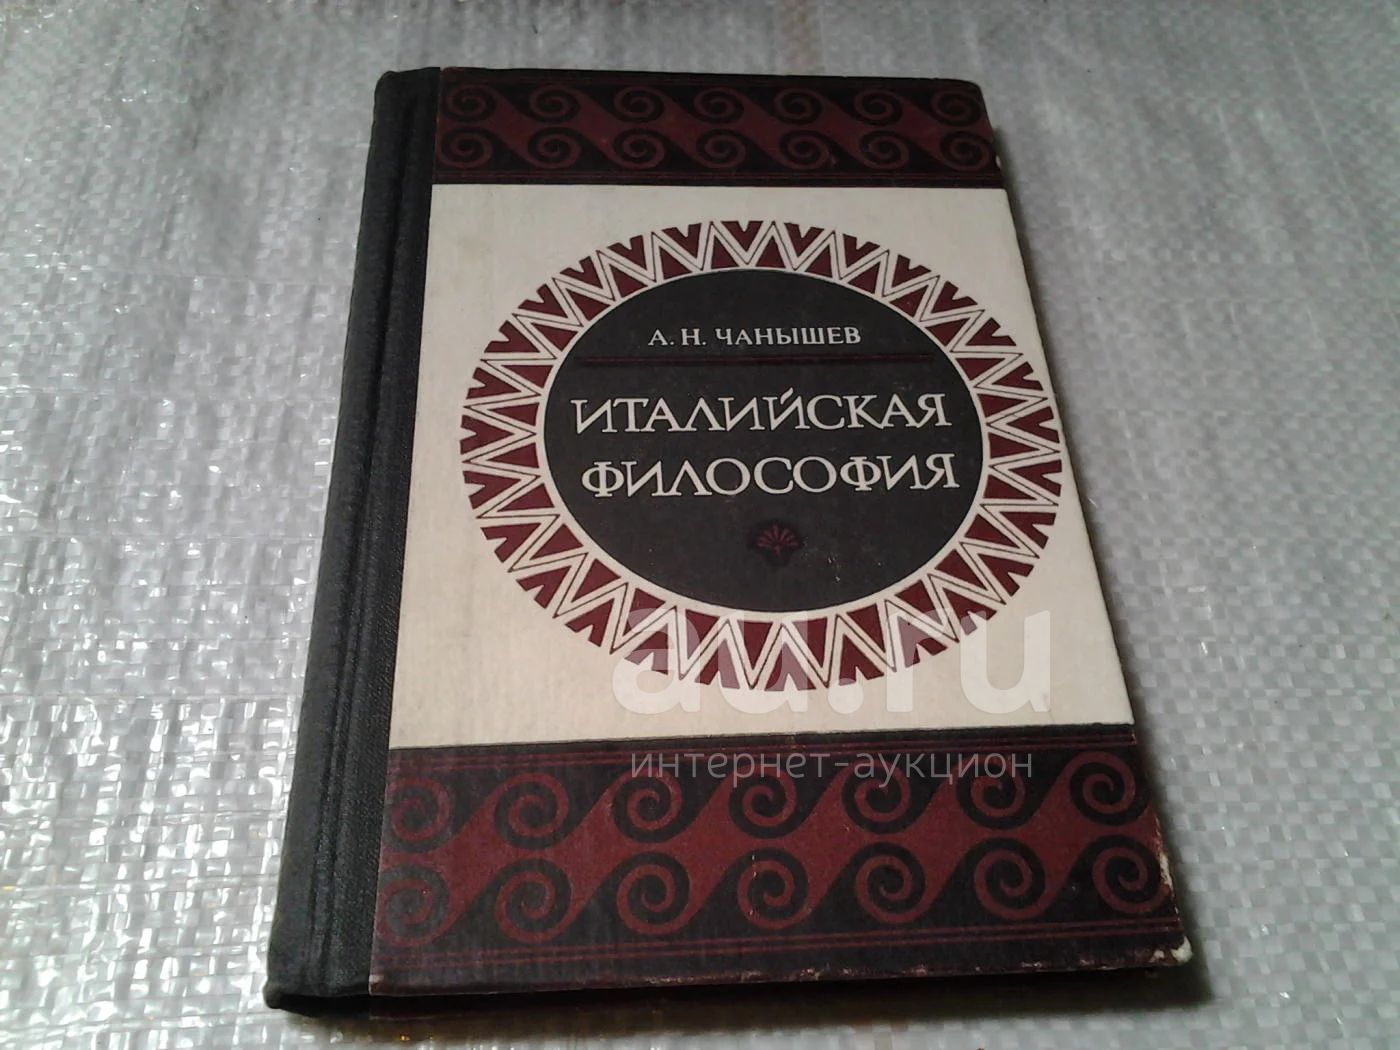 А. Н. ЧАНЫШЕВ
ИТАЛИЙСКАЯ
ФИЛОСОФИЯ
au.ru
интернет-аукцион